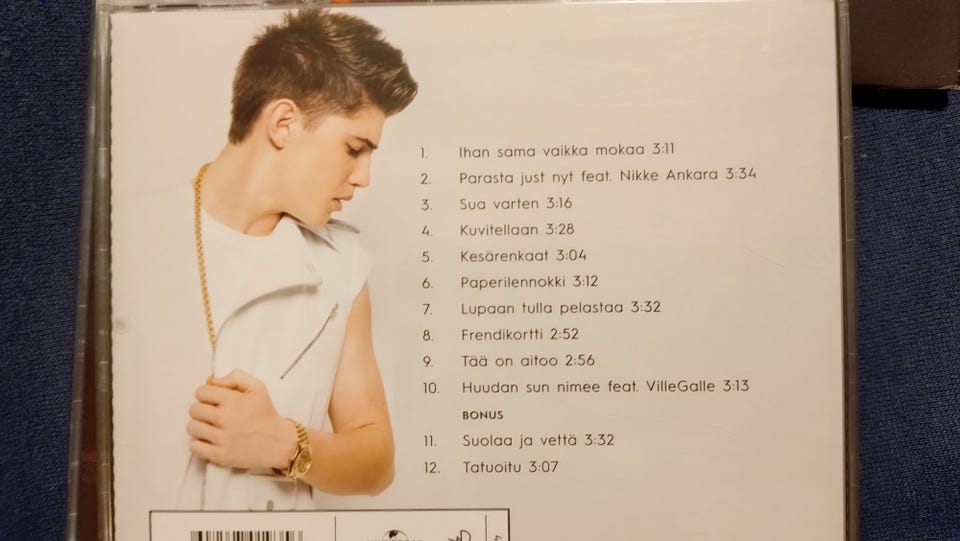 1. Ihan sama vaikka mokaa 3:11
2. Parasta just nyt feat. Nikke Ankara 3:34
3. Sua varten 3:16
4. Kuvitellaan 3:28
5. Kesärenkaat 3:04
6. Paperilennokki 3:12
7. Lupaan tulla pelastaa 3:32
8. Frendikortti 2:52
9. Tää on aitoo 2:56
10. Huudan sun nimee feat. VilleGalle 3:13
BONUS
11. Suolaa ja vettä 3:32
12. Tatuoitu 3:07